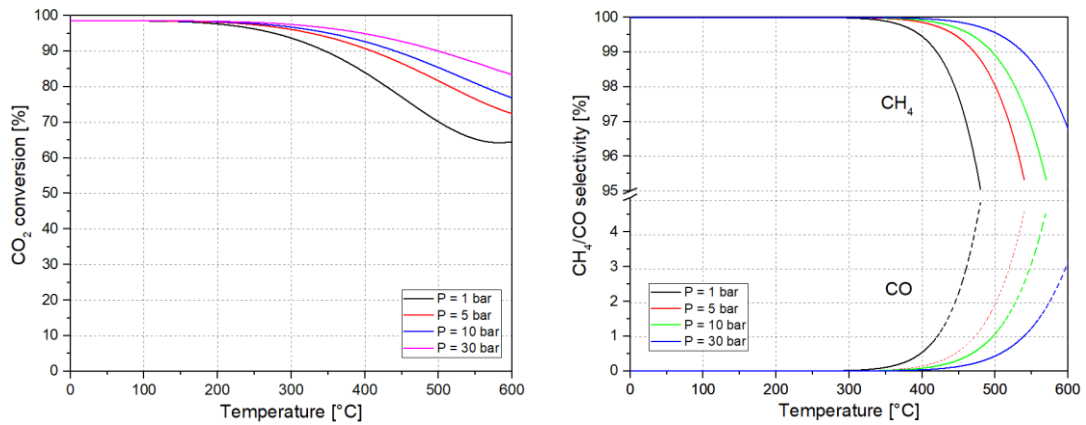 CO₂ conversion [%]
100
90
80
70
60
50
40
30
20
10
0
0 100 200 300 400 500 600
Temperature [°C]
P = 1 bar
P = 5 bar
P = 10 bar
P = 30 bar
CH₄/CO selectivity [%]
100
99
98
97
96
95
4
3
2
1
0
0 100 200 300 400 500 600
Temperature [°C]
CH₄
CO
P = 1 bar
P = 5 bar
P = 10 bar
P = 30 bar